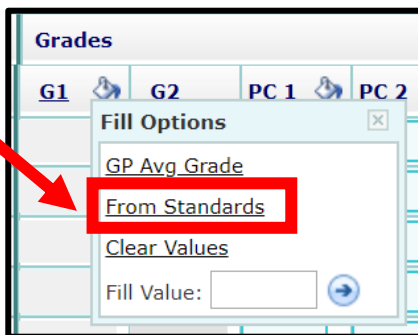 Grades
G1 G2 PC 1 PC 2
Fill Options
GP Avg Grade
From Standards
Clear Values
Fill Value: